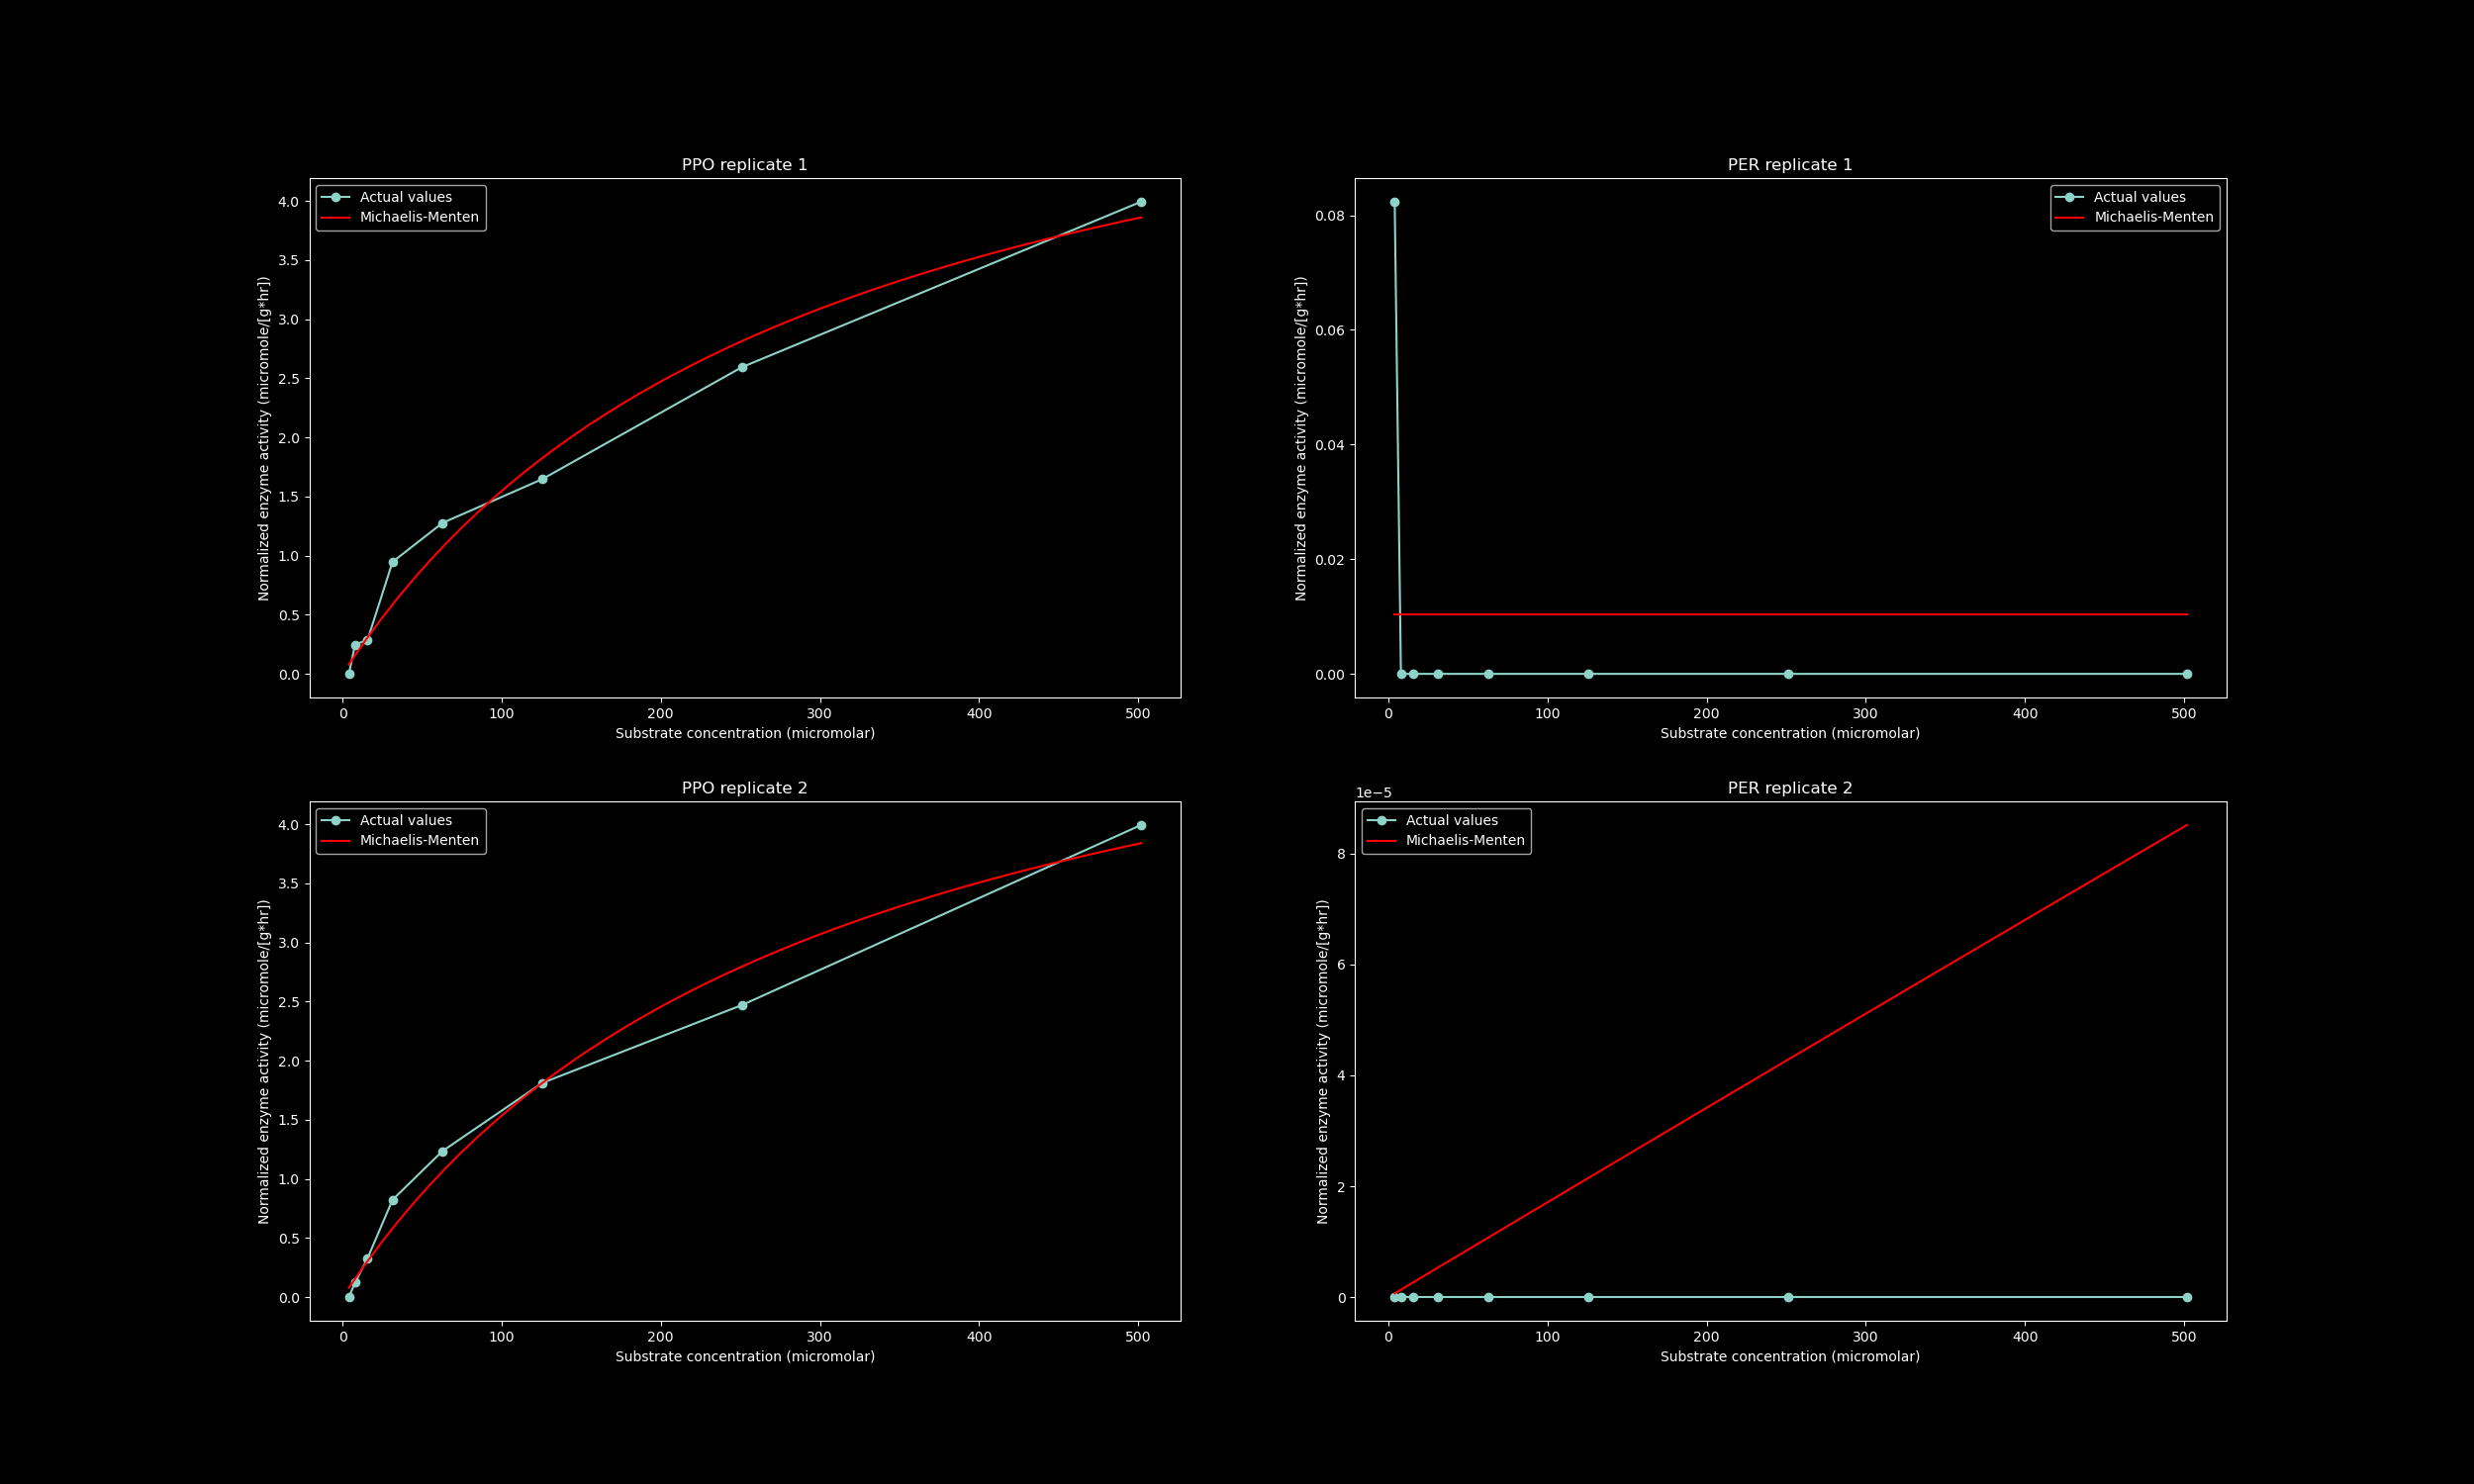 PPO replicate 1
Actual values
Michaelis-Menten
4.0
3.5
3.0
2.5
2.0
1.5
1.0
0.5
0.0
Normalized enzyme activity (micromole/[g*hr])
0 100 200 300 400 500
Substrate concentration (micromolar)
PER replicate 1
Actual values
Michaelis-Menten
0.08
0.06
0.04
0.02
0.00
Normalized enzyme activity (micromole/[g*hr])
0 100 200 300 400 500
Substrate concentration (micromolar)
PPO replicate 2
Actual values
Michaelis-Menten
4.0
3.5
3.0
2.5
2.0
1.5
1.0
0.5
0.0
Normalized enzyme activity (micromole/[g*hr])
0 100 200 300 400 500
Substrate concentration (micromolar)
PER replicate 2
1e−5
Actual values
Michaelis-Menten
8
6
4
2
0
Normalized enzyme activity (micromole/[g*hr])
0 100 200 300 400 500
Substrate concentration (micromolar)